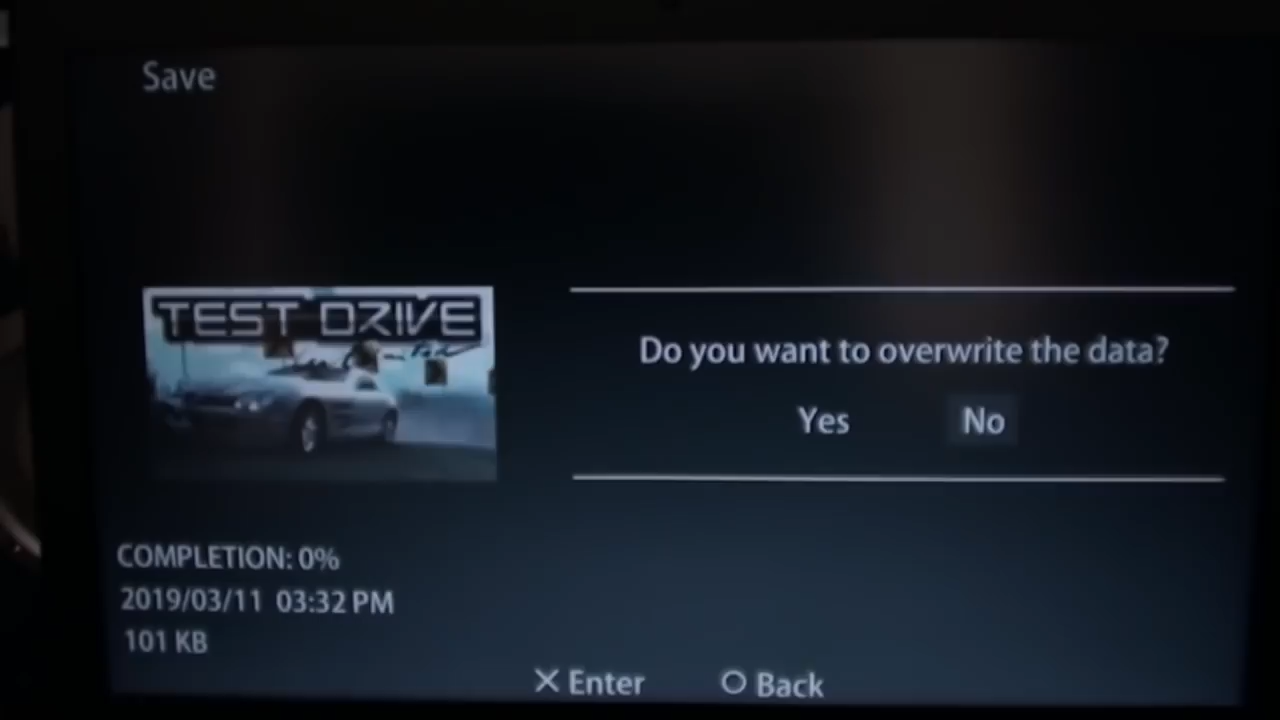 Save
TEST DRIVE
Do you want to overwrite the data?
Yes No
COMPLETION: 0%
2019/03/11 03:32 PM
101 KB
X Enter O Back